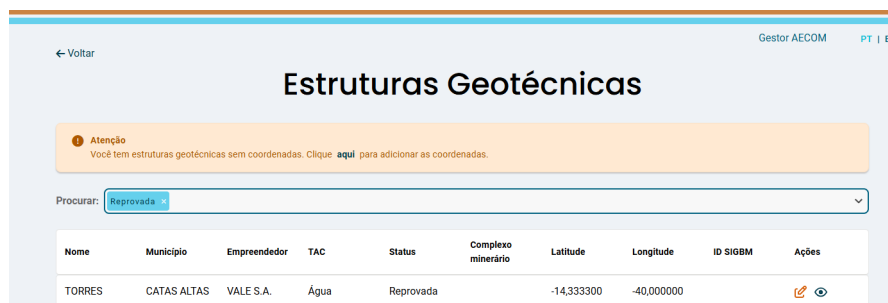 Gestor AECOM PT |
← Voltar
Estruturas Geotécnicas
Atenção
Você tem estruturas geotécnicas sem coordenadas. Clique aqui para adicionar as coordenadas.
Procurar: Reprovada ×
Nome Município Empreendedor TAC Status Complexo minerário Latitude Longitude ID SIGBM Ações
TORRES CATAS ALTAS VALE S.A. Água Reprovada -14,333300 -40,000000